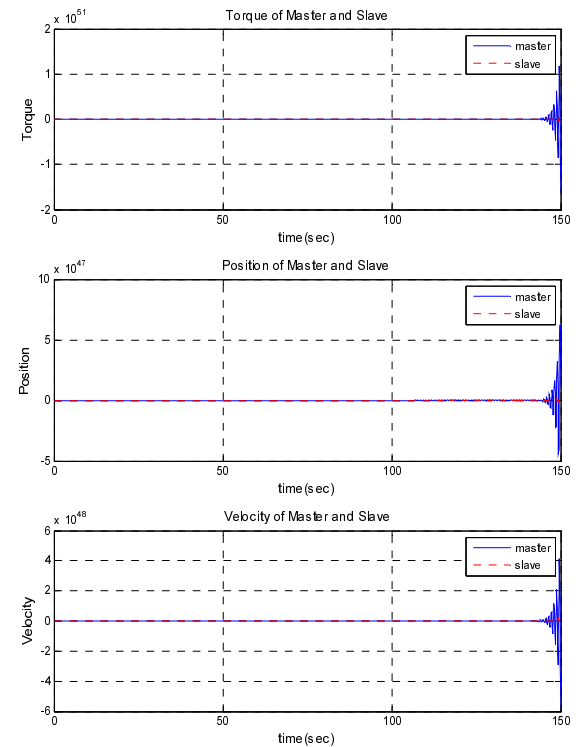 Torque of Master and Slave
x 10^51
2
1
0
-1
-2
Torque
master
slave
0
50
100
150
time(sec)
Position of Master and Slave
x 10^47
10
5
0
-5
Position
master
slave
0
50
100
150
time(sec)
Velocity of Master and Slave
x 10^48
6
4
2
0
-2
-4
-6
Velocity
master
slave
0
50
100
150
time(sec)